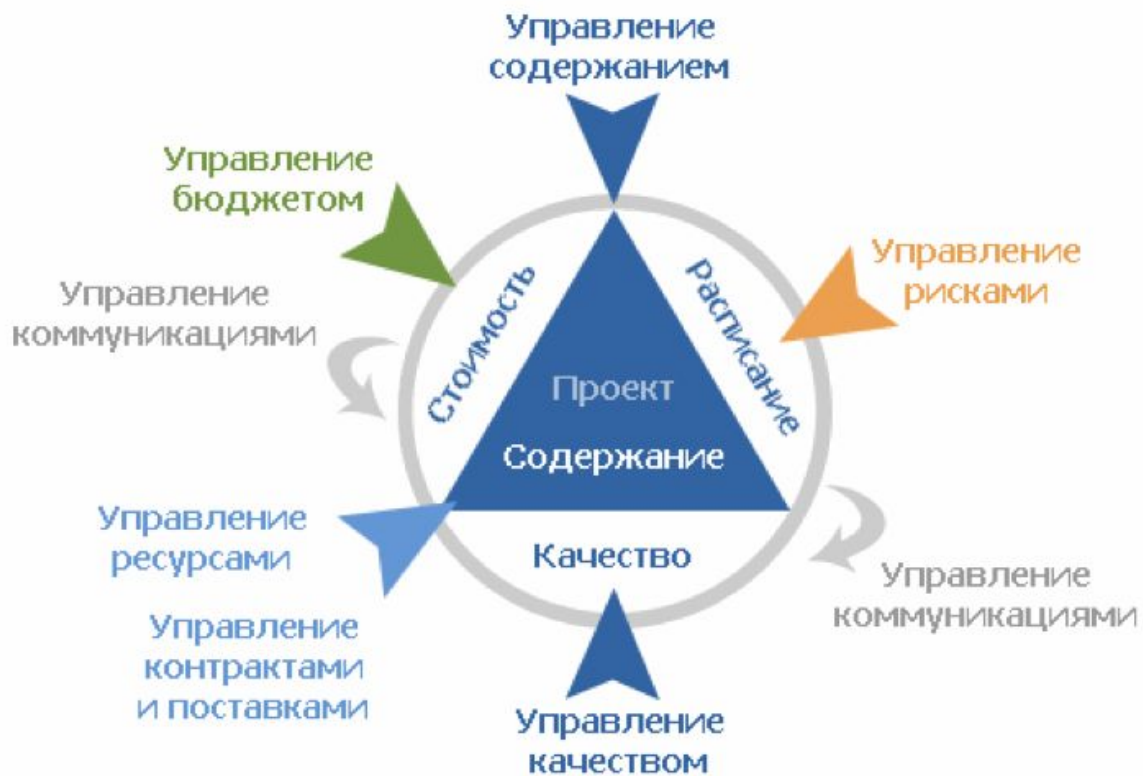 Управление
содержанием
Управление
бюджетом
Управление
коммуникациями
Управление
рисками
Стоимость
расписание
Проект
Содержание
Управление
ресурсами
Качество
Управление
коммуникациями
Управление
контрактами
и поставками
Управление
качеством